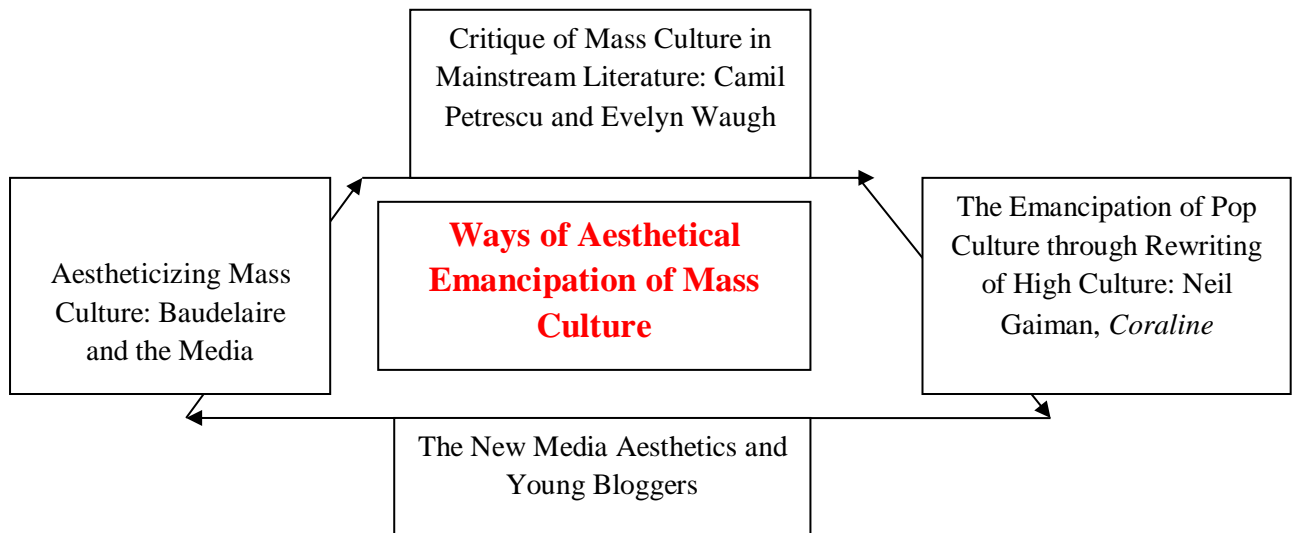 Critique of Mass Culture in
Mainstream Literature: Camil
Petrescu and Evelyn Waugh
Aestheticizing Mass
Culture: Baudelaire
and the Media
Ways of Aesthetical
Emancipation of Mass
Culture
The Emancipation of Pop
Culture through Rewriting
of High Culture: Neil
Gaiman, Coraline
The New Media Aesthetics and
Young Bloggers